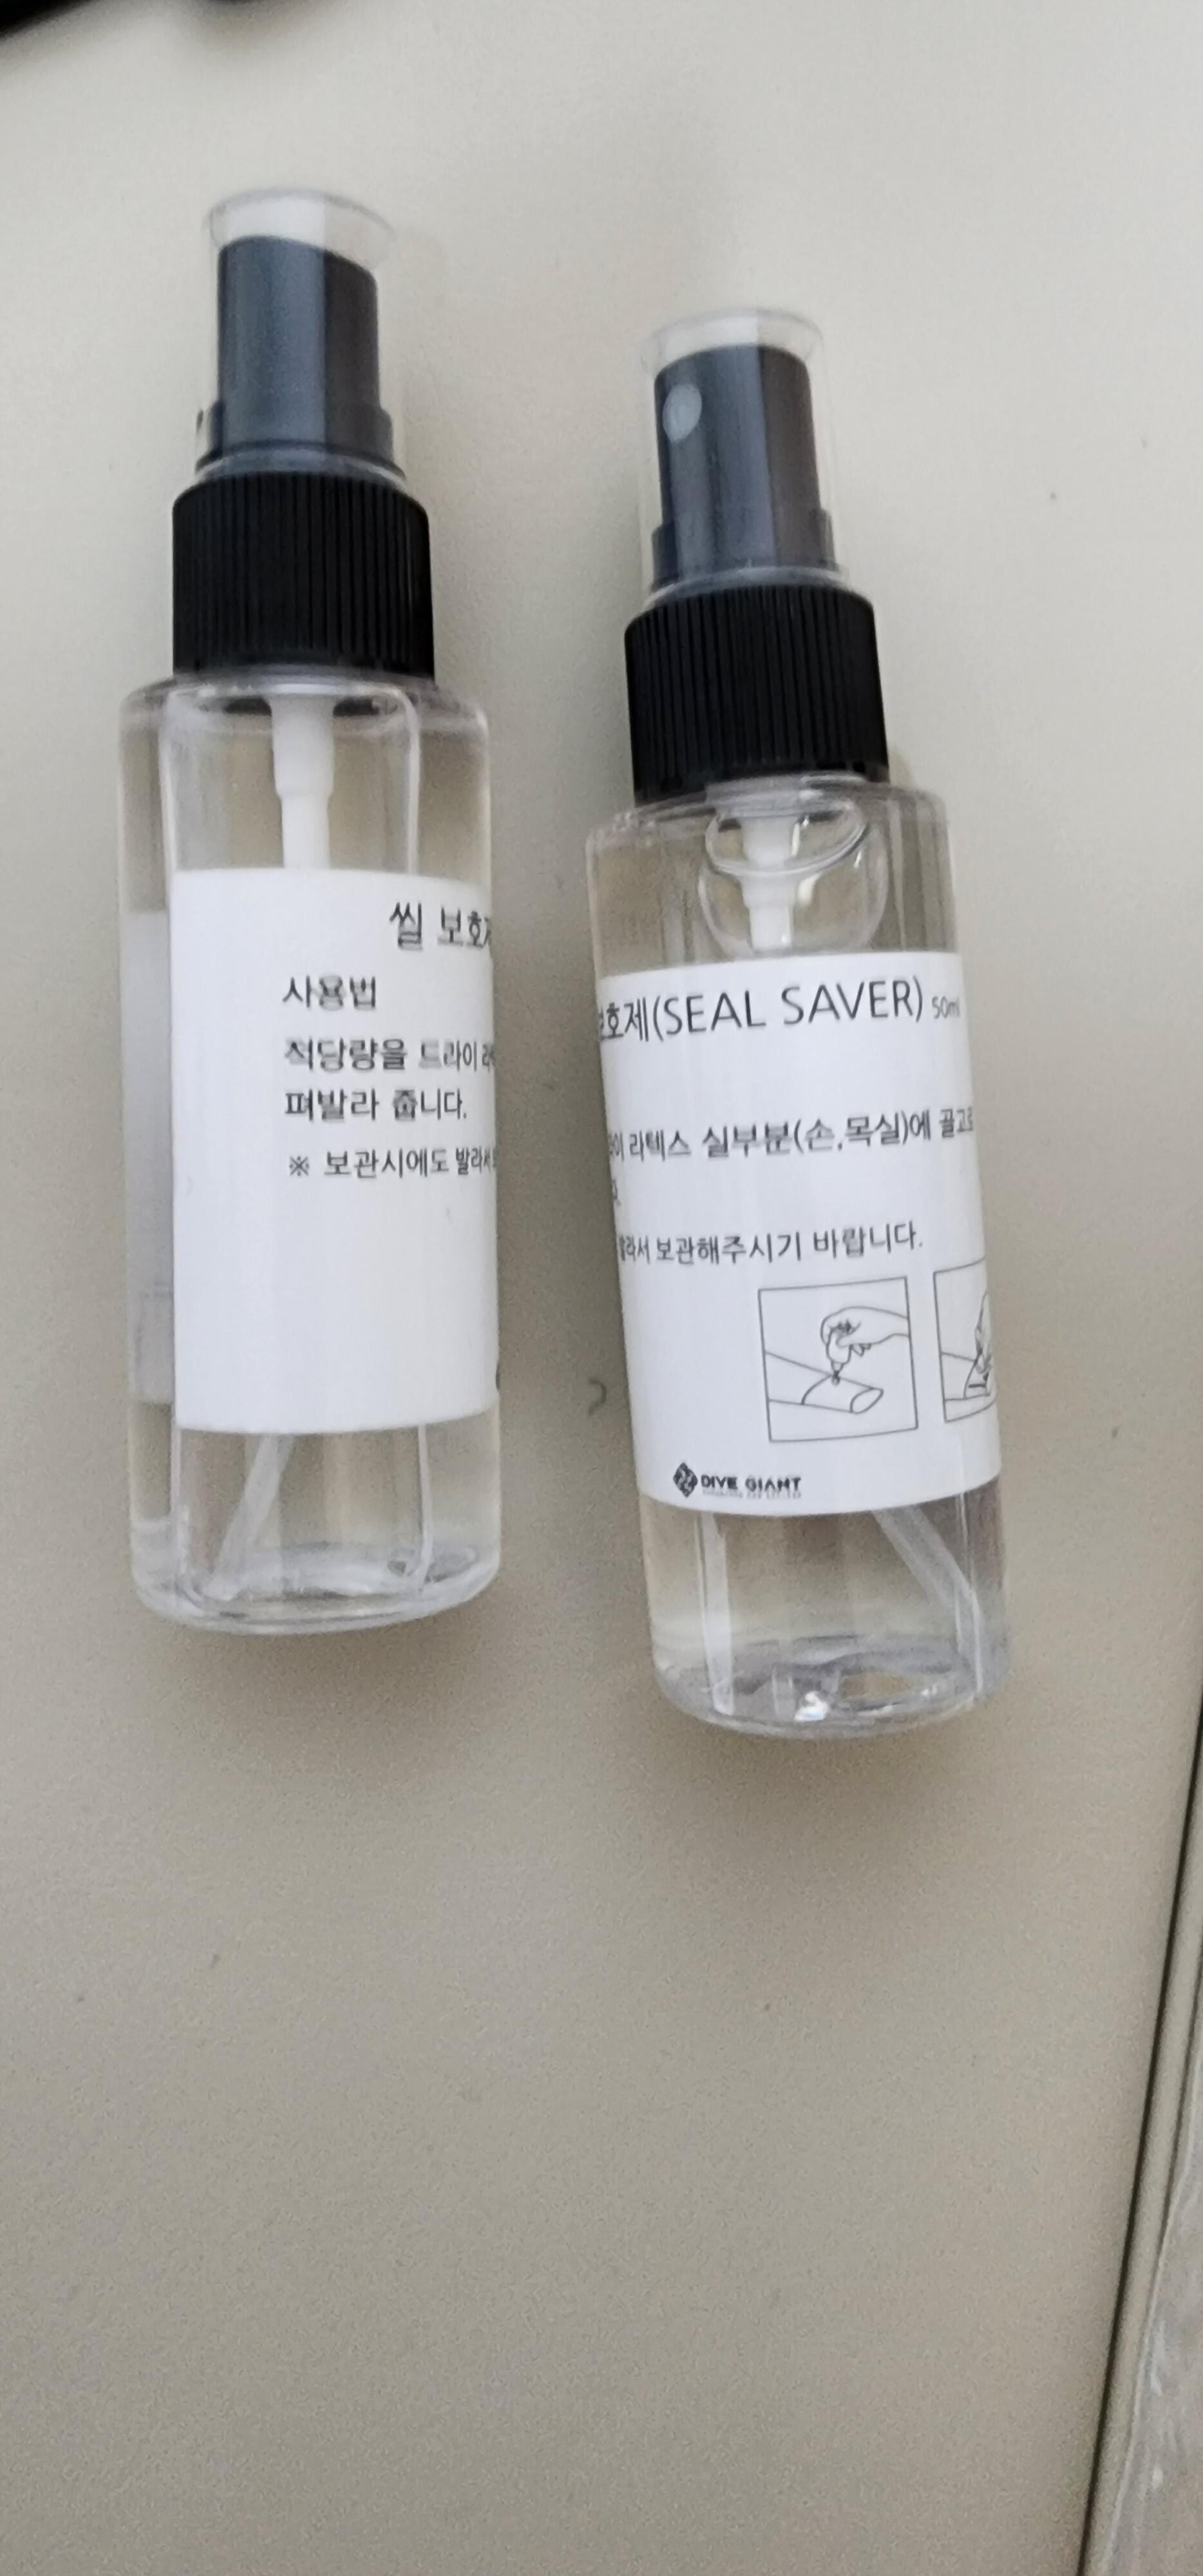 씰 보호제
사용법
적당량을 드라이
펴발라 줍니다.
※ 보관시에도 발라서
보호제(SEAL SAVER) 50ml
라텍스 실부분(손,목실)에 골고루
발라서 보관해주시기 바랍니다.
DIVE GIANT